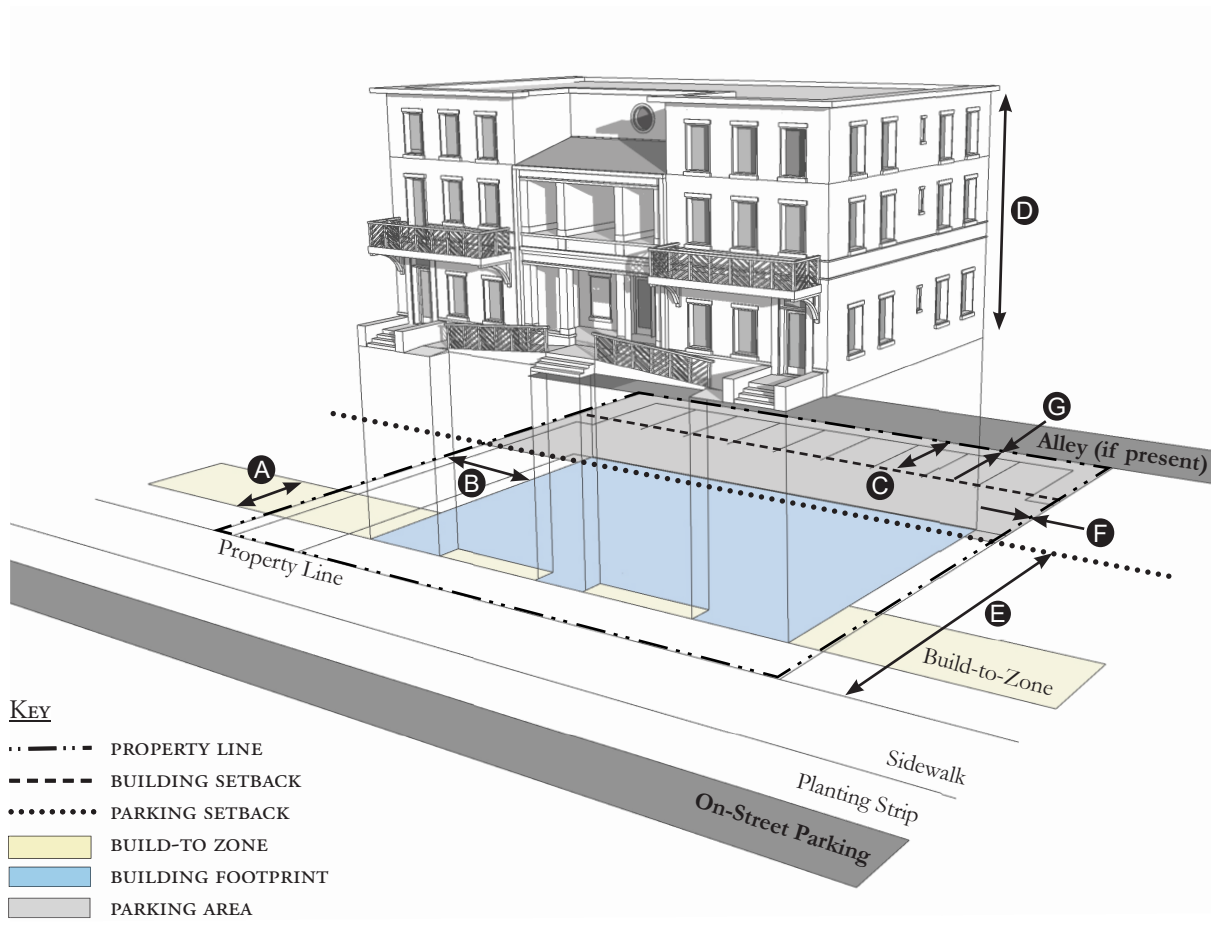 D
G
Alley (if present)
A
B
C
F
Property Line
E
Build-to-Zone
Sidewalk
Planting Strip
On-Street Parking
Key
property line
building setback
parking setback
build-to zone
building footprint
parking area